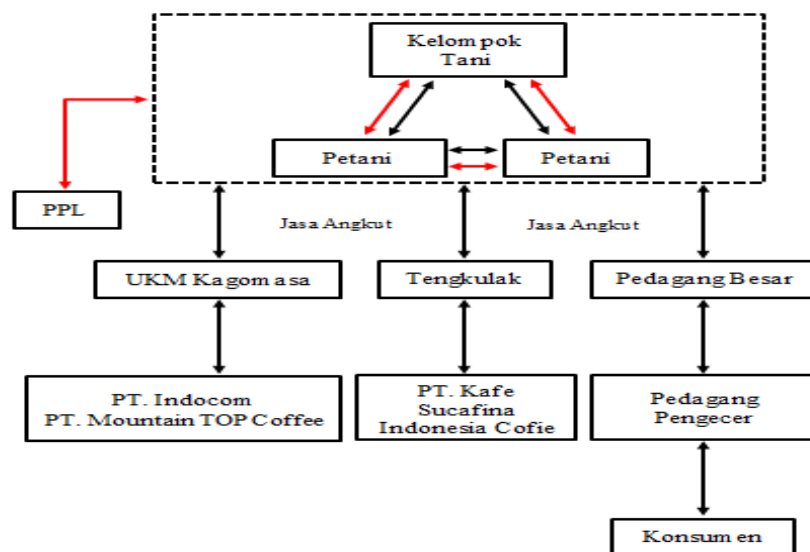 Kelompok
Tani
Petani
Petani
PPL
Jasa Angkut
Jasa Angkut
UKM Kagomasa
Tengkulak
Pedagang Besar
PT. Indocom
PT. Mountain TOP Coffee
PT. Kafe
Sucafina
Indonesia Cofie
Pedagang
Pengecer
Konsumen